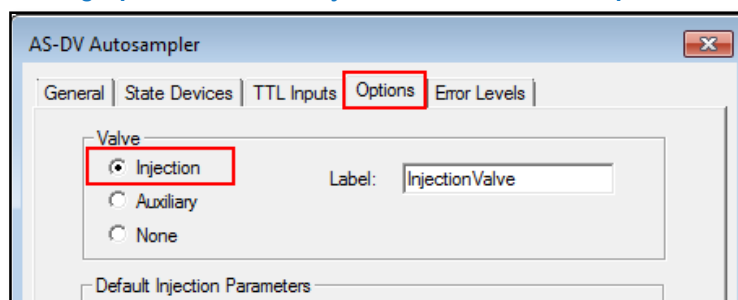 AS-DV Autosampler
General State Devices TTL Inputs Options Error Levels
Valve
Injection
Label: InjectionValve
Auxiliary
None
Default Injection Parameters